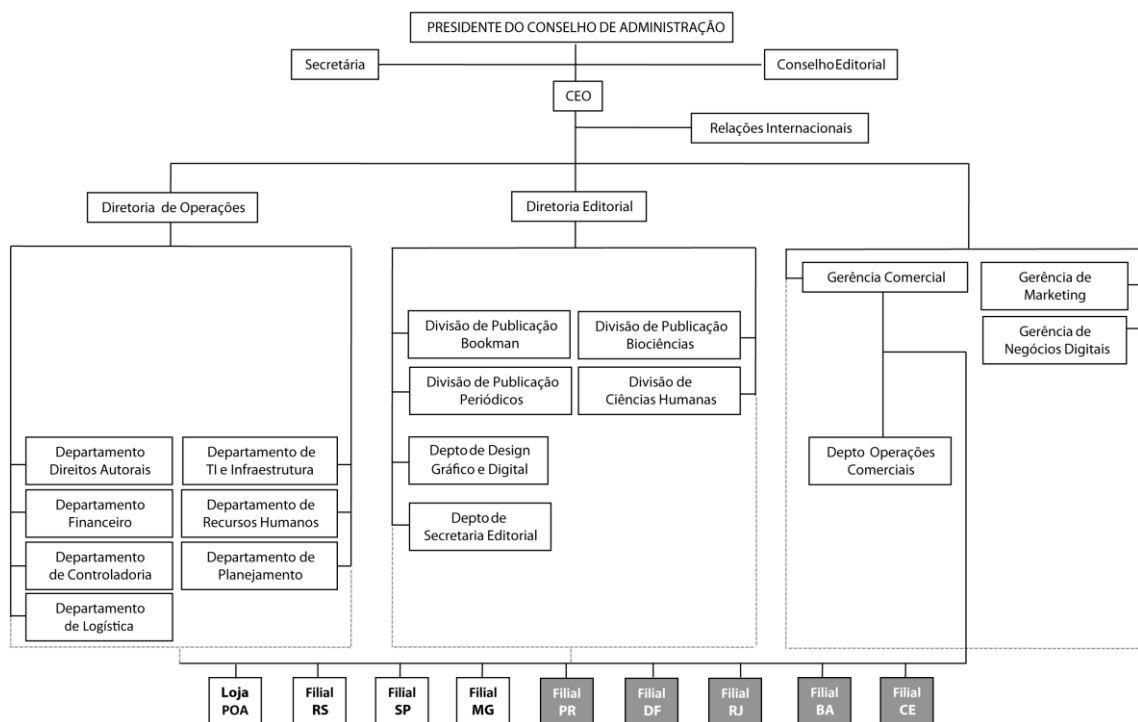 PRESIDENTE DO CONSELHO DE ADMINISTRAÇÃO
Secretária
Conselho Editorial
CEO
Relações Internacionais
Diretoria de Operações
Diretoria Editorial
Gerência Comercial
Gerência de
Marketing
Gerência de
Negócios Digitais
Depto Operações
Comerciais
Divisão de Publicação
Bookman
Divisão de Publicação
Biociências
Divisão de Publicação
Periódicos
Divisão de
Ciências Humanas
Depto de Design
Gráfico e Digital
Depto de
Secretaria Editorial
Departamento
Direitos Autorais
Departamento de
TI e Infraestrutura
Departamento
Financeiro
Departamento de
Recursos Humanos
Departamento
de Controladoria
Departamento de
Planejamento
Departamento
de Logística
Loja
POA
Filial
RS
Filial
SP
Filial
MG
Filial
PR
Filial
DF
Filial
RJ
Filial
BA
Filial
CE